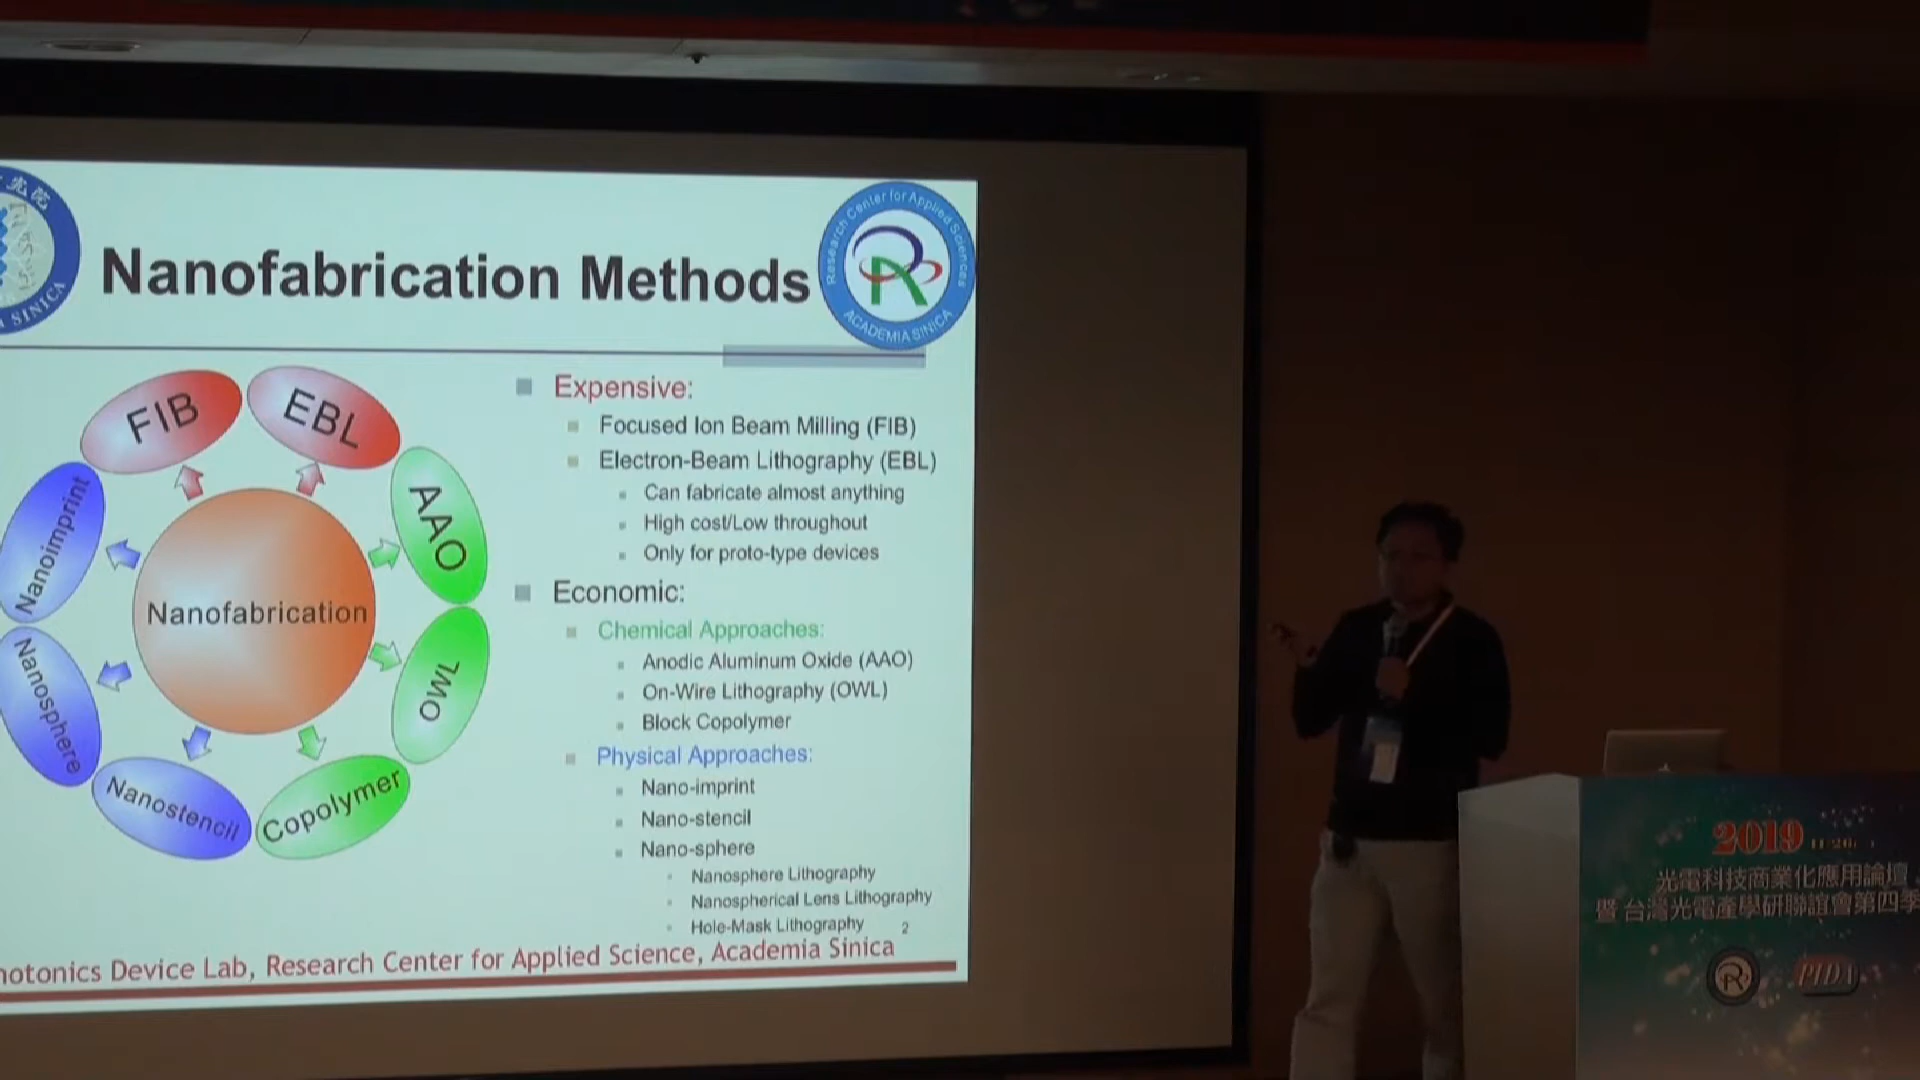 究院
SINICA
Nanofabrication Methods
Research Center for Applied Sciences
ACADEMIA SINICA
FIB
EBL
AAO
OWL
Copolymer
Nanostencil
Nanosphere
Nanoimprint
Nanofabrication
Expensive:
Focused Ion Beam Milling (FIB)
Electron-Beam Lithography (EBL)
Can fabricate almost anything
High cost/Low throughout
Only for proto-type devices
Economic:
Chemical Approaches:
Anodic Aluminum Oxide (AAO)
On-Wire Lithography (OWL)
Block Copolymer
Physical Approaches:
Nano-imprint
Nano-stencil
Nano-sphere
Nanosphere Lithography
Nanospherical Lens Lithography
Hole-Mask Lithography
2
notonics Device Lab, Research Center for Applied Science, Academia Sinica
2019
光電科技商業化應用論壇
暨 台灣光電產學研聯誼會第四季
PIDA